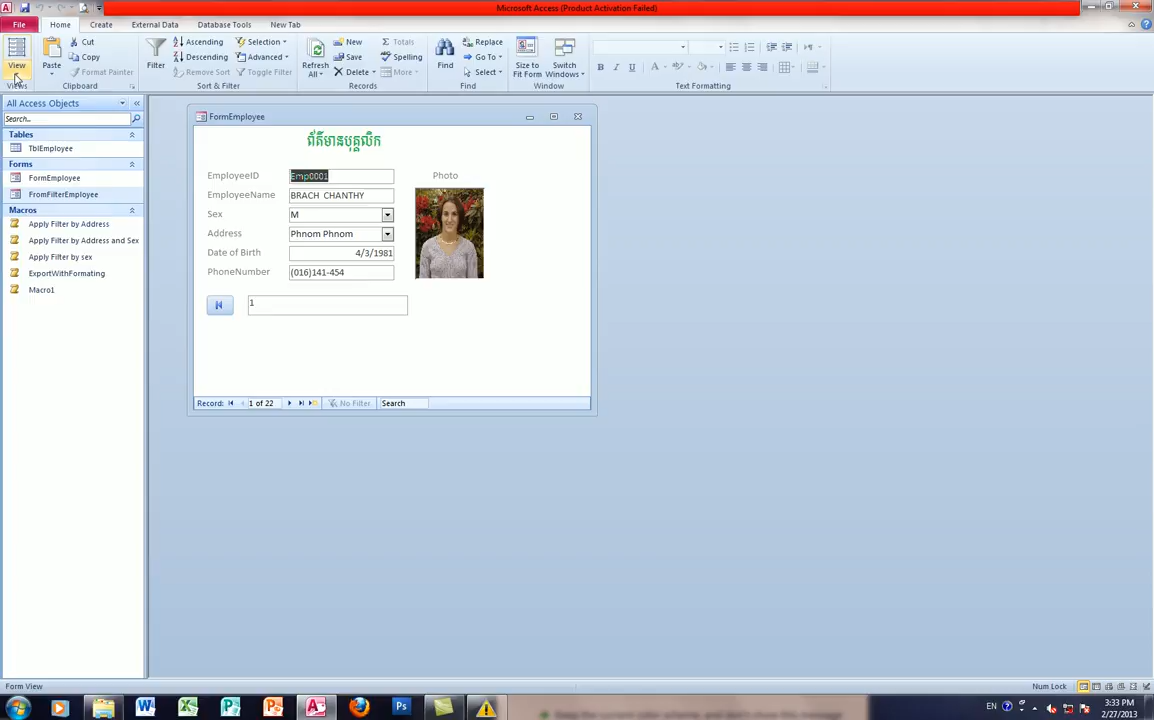 Microsoft Access (Product Activation Failed)
File Home Create External Data Database Tools New Tab
View
Views
Paste
Cut
Copy
Format Painter
Clipboard
Filter
Ascending
Descending
Remove Sort
Selection
Advanced
Toggle Filter
Sort & Filter
Refresh
All
New
Save
Delete
Totals
Spelling
More
Records
Find
Replace
Go To
Select
Find
Size to
Fit Form
Switch
Windows
Window
B I U
Text Formatting
All Access Objects
Search...
Tables
TblEmployee
Forms
FormEmployee
FromFilterEmployee
Macros
Apply Filter by Address
Apply Filter by Address and Sex
Apply Filter by sex
ExportWithFormating
Macro1
FormEmployee
ព័ត៌មានបុគ្គលិក
EmployeeID Emp0001
EmployeeName BRACH CHANTHY
Sex M
Address Phnom Phnom
Date of Birth 4/3/1981
PhoneNumber (016)141-454
Photo
1
Record: 1 of 22 No Filter Search
Form View
Num Lock
EN
3:33 PM
2/27/2013